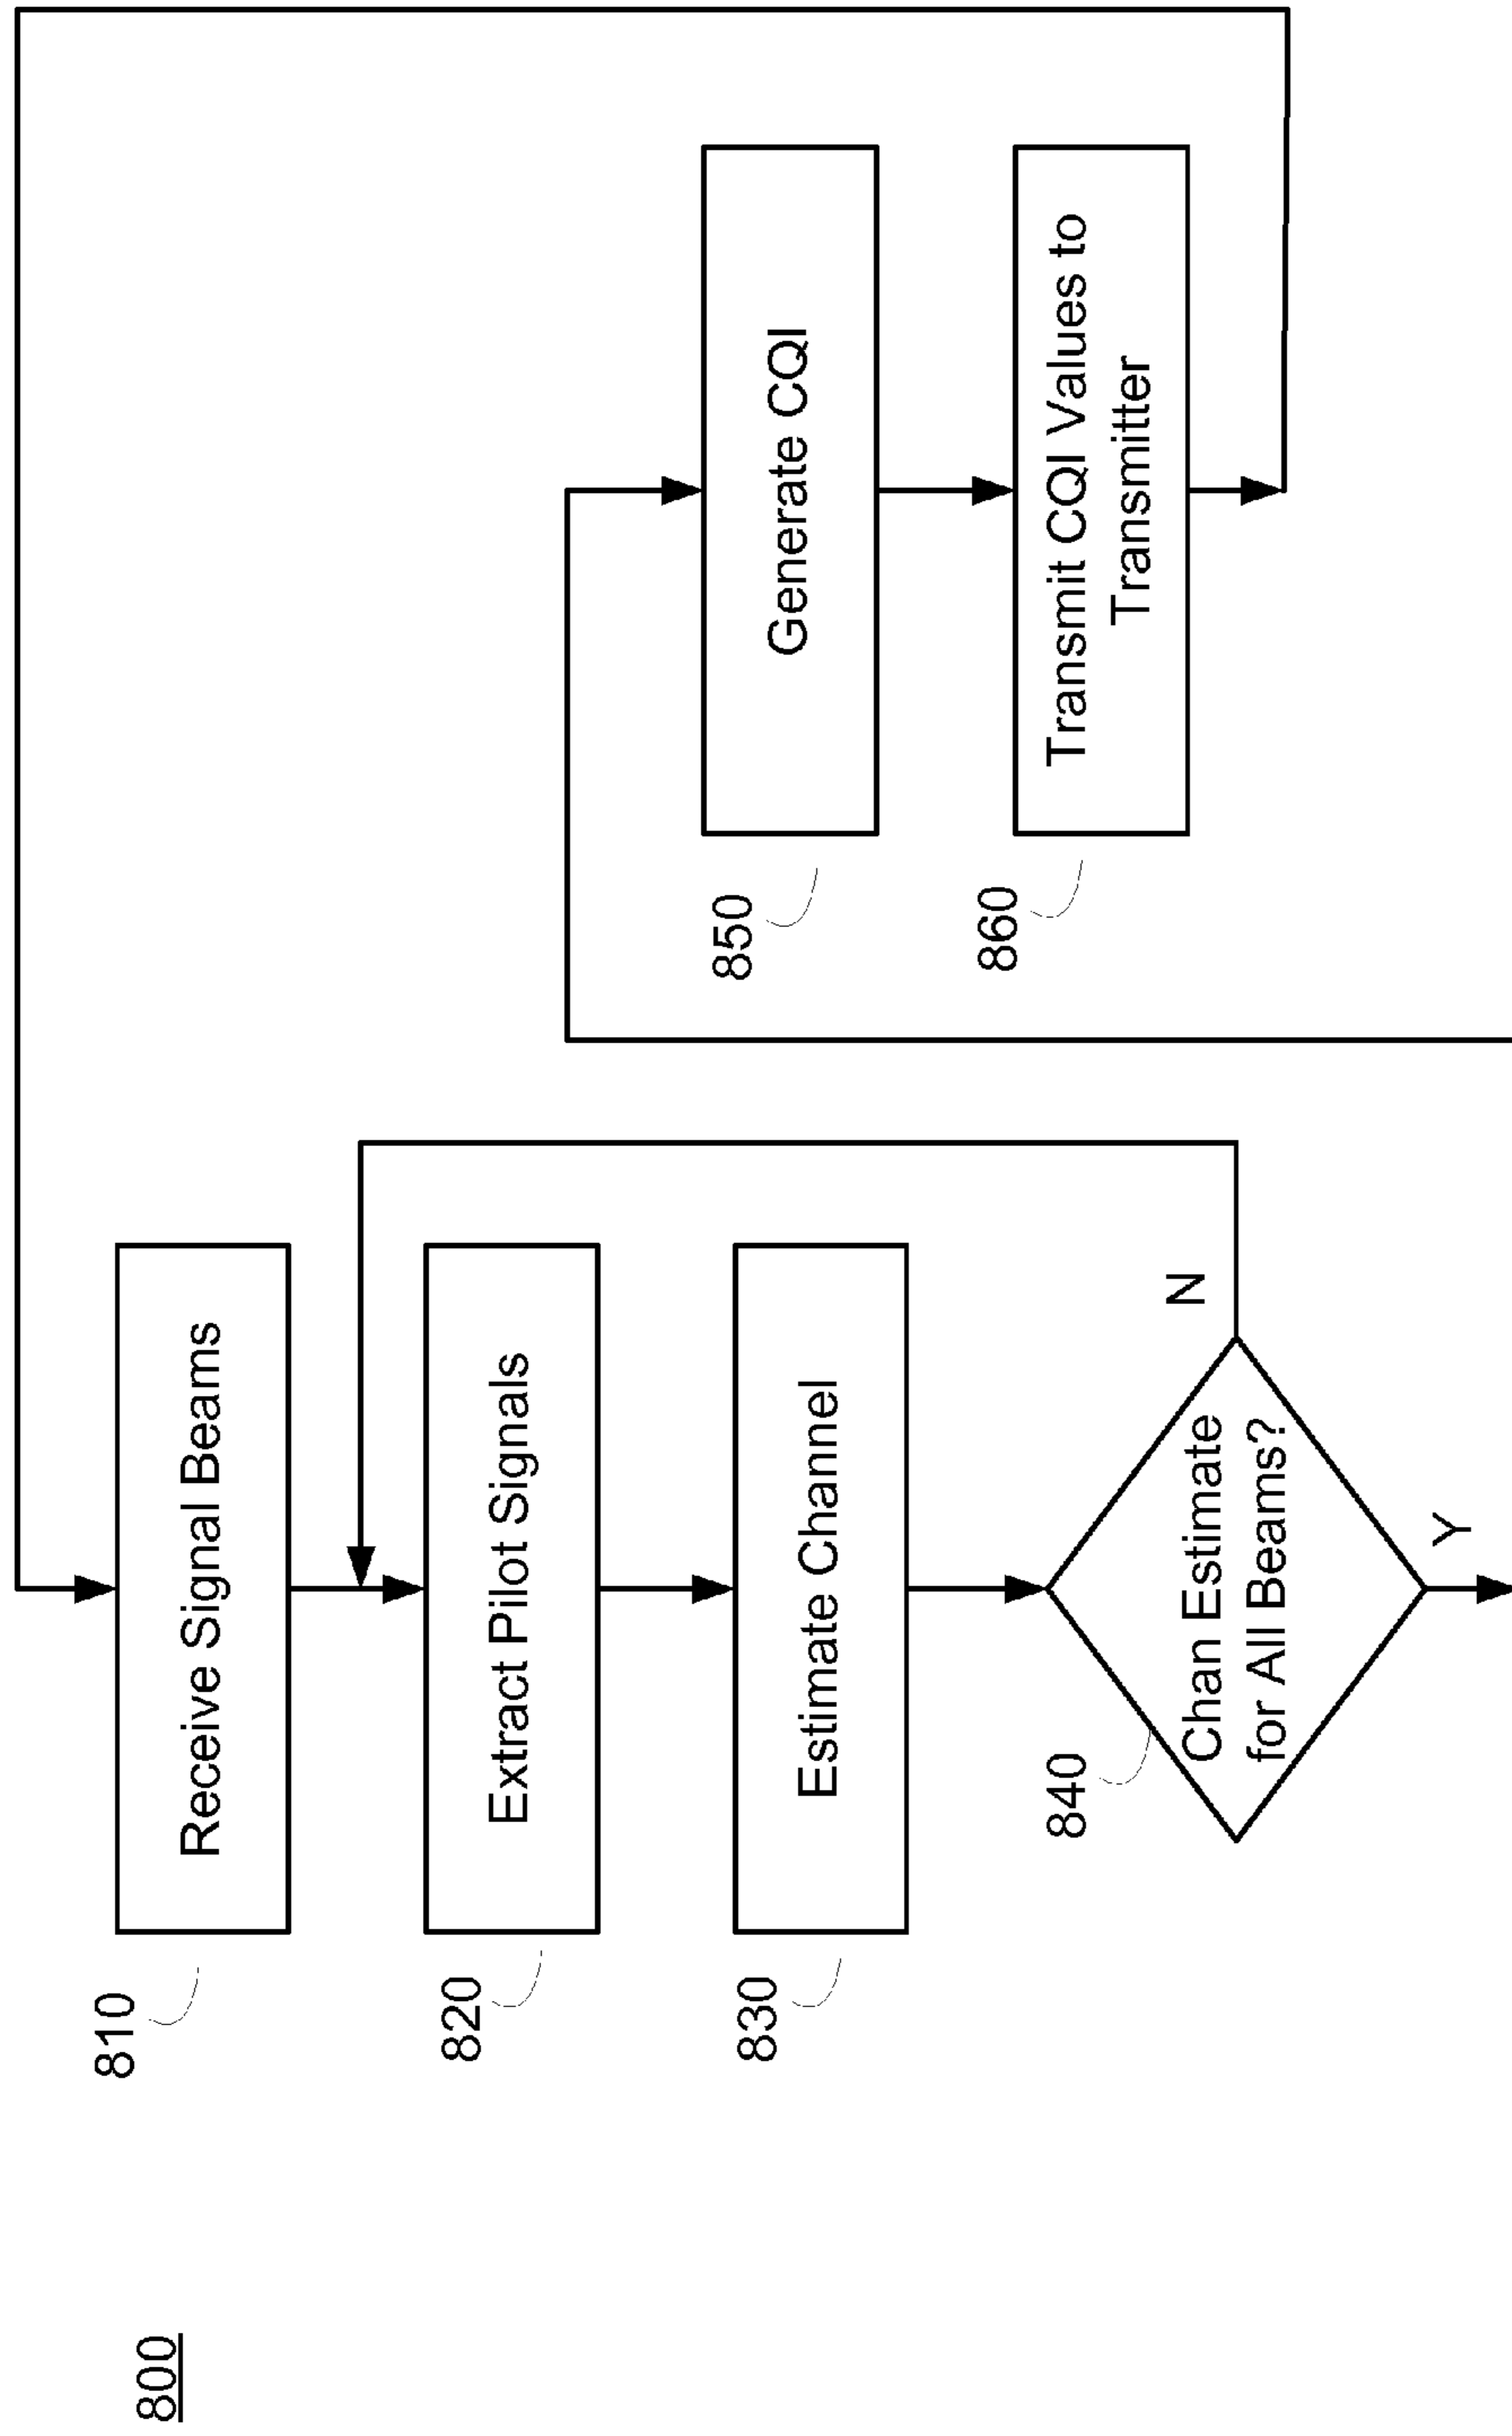 800
810
Receive Signal Beams
820
Extract Pilot Signals
830
Estimate Channel
840
Chan Estimate
for All Beams?
N
Y
850
Generate CQI
860
Transmit CQI Values to
Transmitter